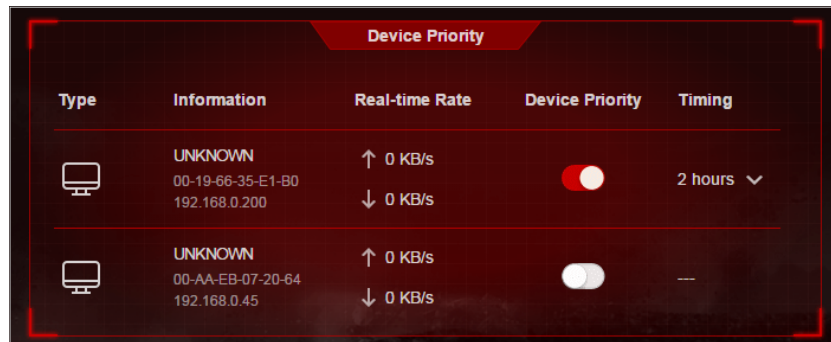 Device Priority
Type Information Real-time Rate Device Priority Timing
UNKNOWN
00-19-66-35-E1-B0
192.168.0.200
↑ 0 KB/s
↓ 0 KB/s
2 hours
UNKNOWN
00-AA-EB-07-20-64
192.168.0.45
↑ 0 KB/s
↓ 0 KB/s
---